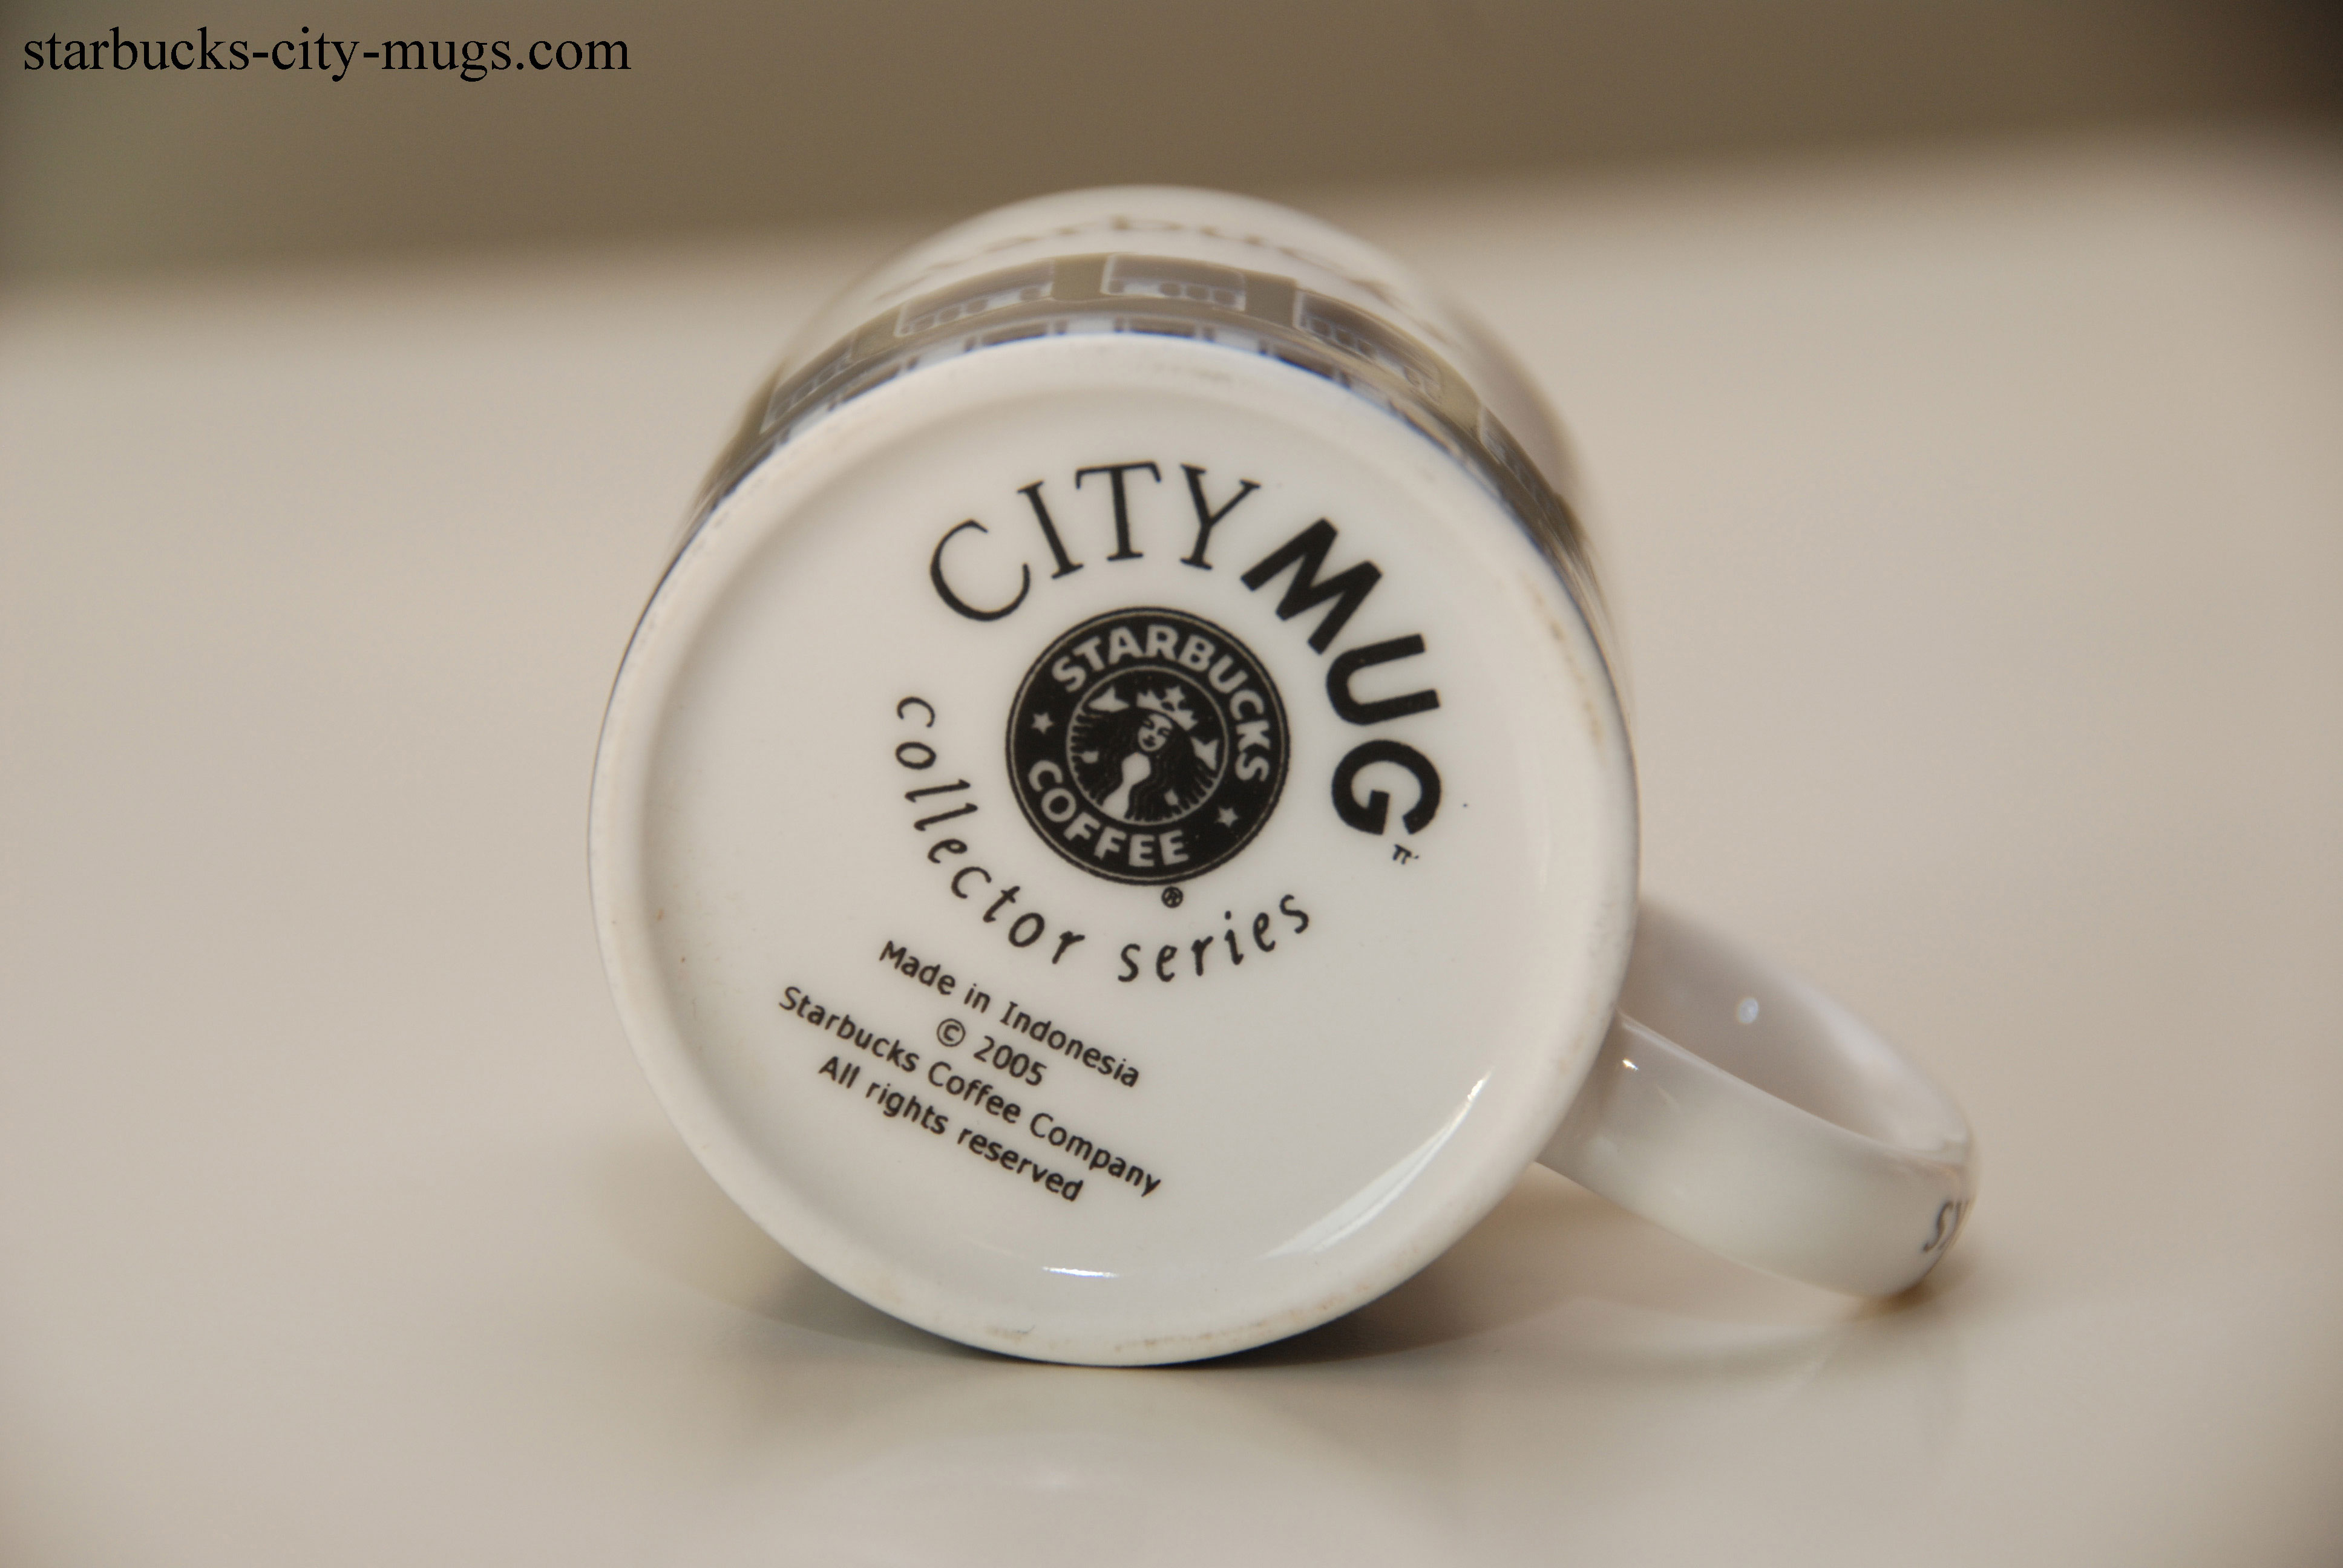 starbucks-city-mugs.com
CITY MUG
STARBUCKS
COFFEE
®
collector series
Made in Indonesia
© 2005
Starbucks Coffee Company
All rights reserved